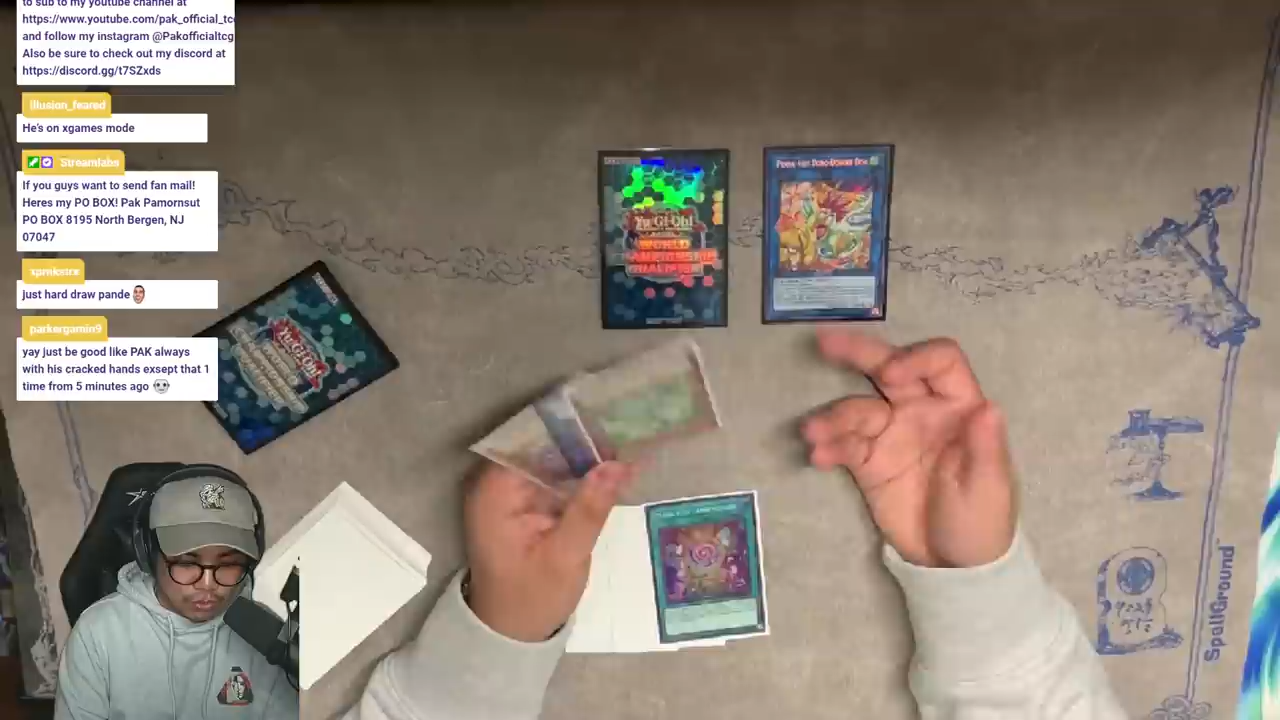 to sub to my youtube channel at
https://www.youtube.com/pak_official_tc
and follow my instagram @Pakofficialtcg
Also be sure to check out my discord at
https://discord.gg/t7SZxds
illusion_feared
He's on xgames mode
Streamlabs
If you guys want to send fan mail!
Heres my PO BOX! Pak Pamornsut
PO BOX 8195 North Bergen, NJ
07047
xpmkstrx
just hard draw pande
parkergamin9
yay just be good like PAK always
with his cracked hands exsept that 1
time from 5 minutes ago
Yu-Gi-Oh!
WORLD
CHAMPIONSHIP
Yu-Gi-Oh!
SpellGround